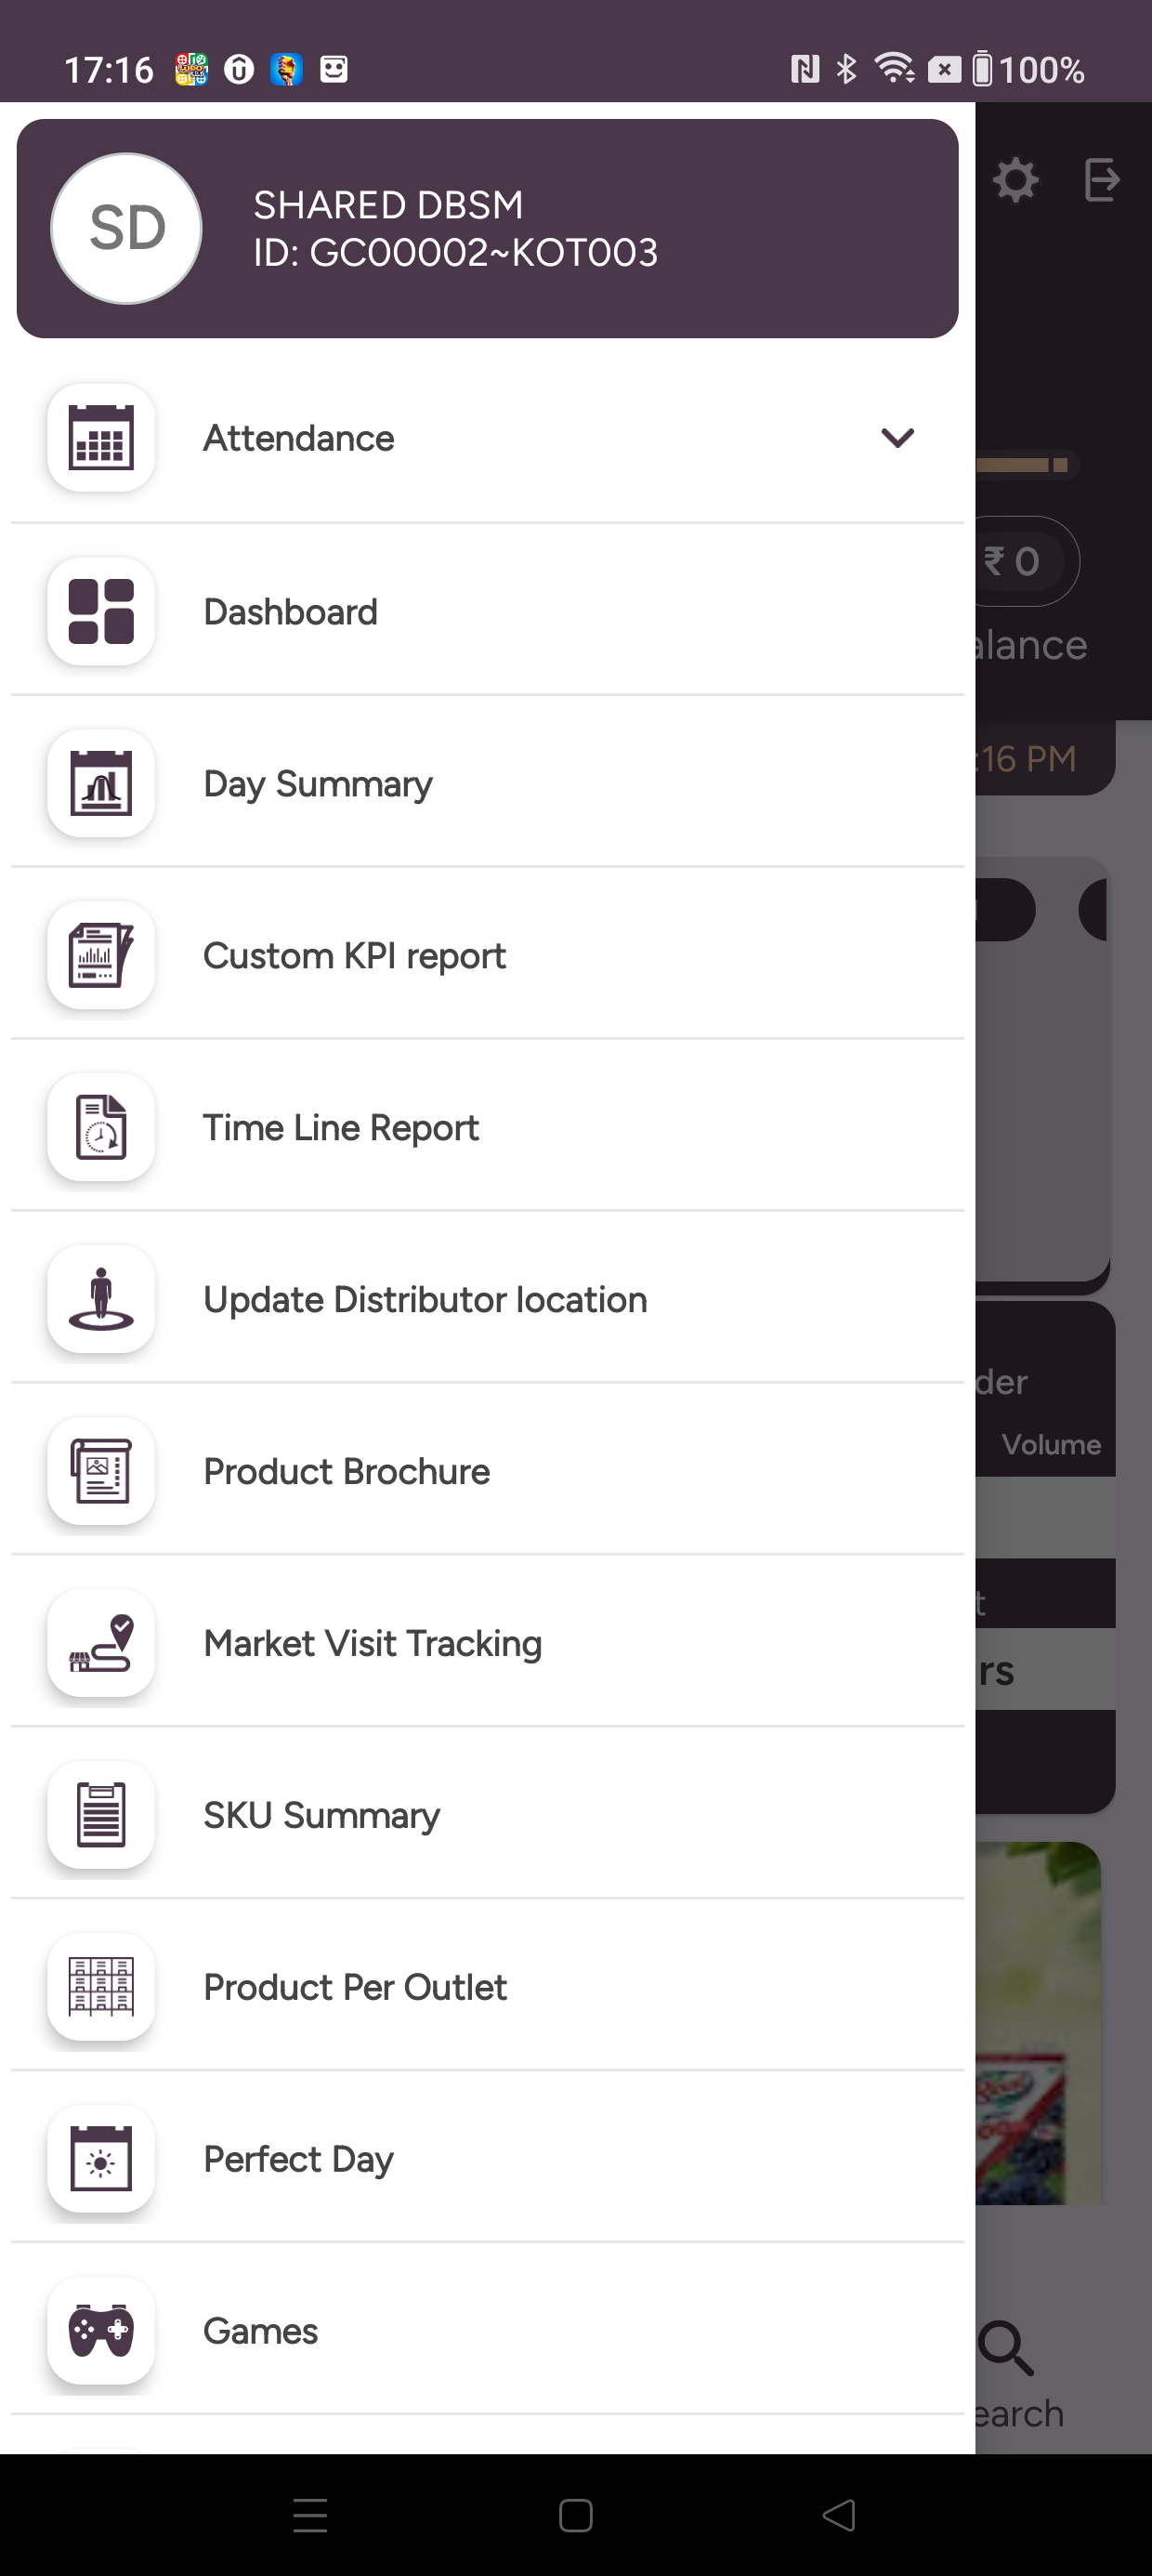 17:16
100%
SD
SHARED DBSM
ID: GC00002~KOT003
Attendance
₹ 0
Dashboard
alance
Day Summary
:16 PM
Custom KPI report
Time Line Report
Update Distributor location
der
Volume
Product Brochure
t
Market Visit Tracking
rs
SKU Summary
Product Per Outlet
Perfect Day
Games
earch